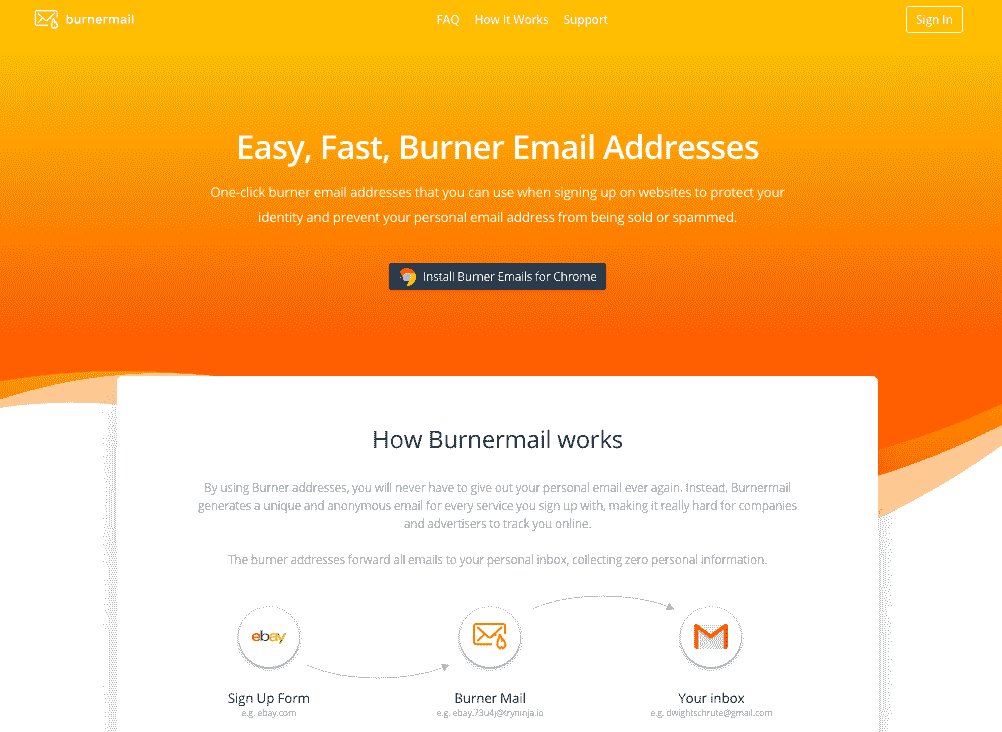 burnermail
FAQ How It Works Support
Sign In
Easy, Fast, Burner Email Addresses
One-click burner email addresses that you can use when signing up on websites to protect your
identity and prevent your personal email address from being sold or spammed.
Install Burner Emails for Chrome
How Burnermail works
By using Burner addresses, you will never have to give out your personal email ever again. Instead, Burnermail
generates a unique and anonymous email for every service you sign up with, making it really hard for companies
and advertisers to track you online.
The burner addresses forward all emails to your personal inbox, collecting zero personal information.
ebay
Sign Up Form
e.g. ebay.com
Burner Mail
e.g. ebay.73u4j@tryninja.io
Your inbox
e.g. dwightschrute@gmail.com